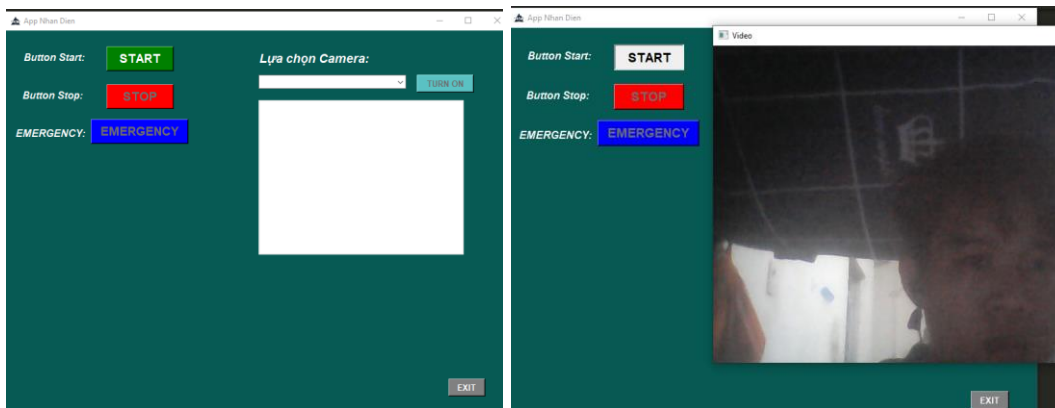 App Nhan Dien
Button Start:
START
Lựa chọn Camera:
Button Stop:
STOP
TURN ON
EMERGENCY:
EMERGENCY
EXIT
App Nhan Dien
Video
Button Start:
START
Button Stop:
STOP
EMERGENCY:
EMERGENCY
EXIT